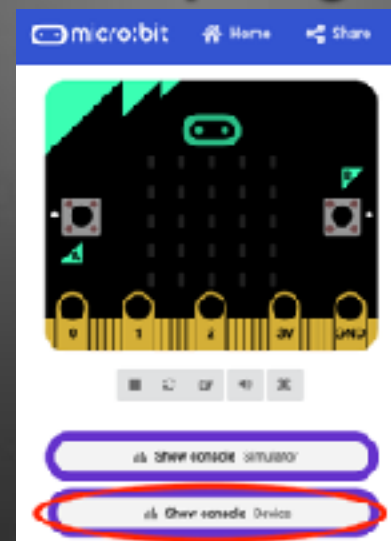 micro:bit Home Share
B
A
0 1 2 3V GND
Show console Simulator
Show console Device